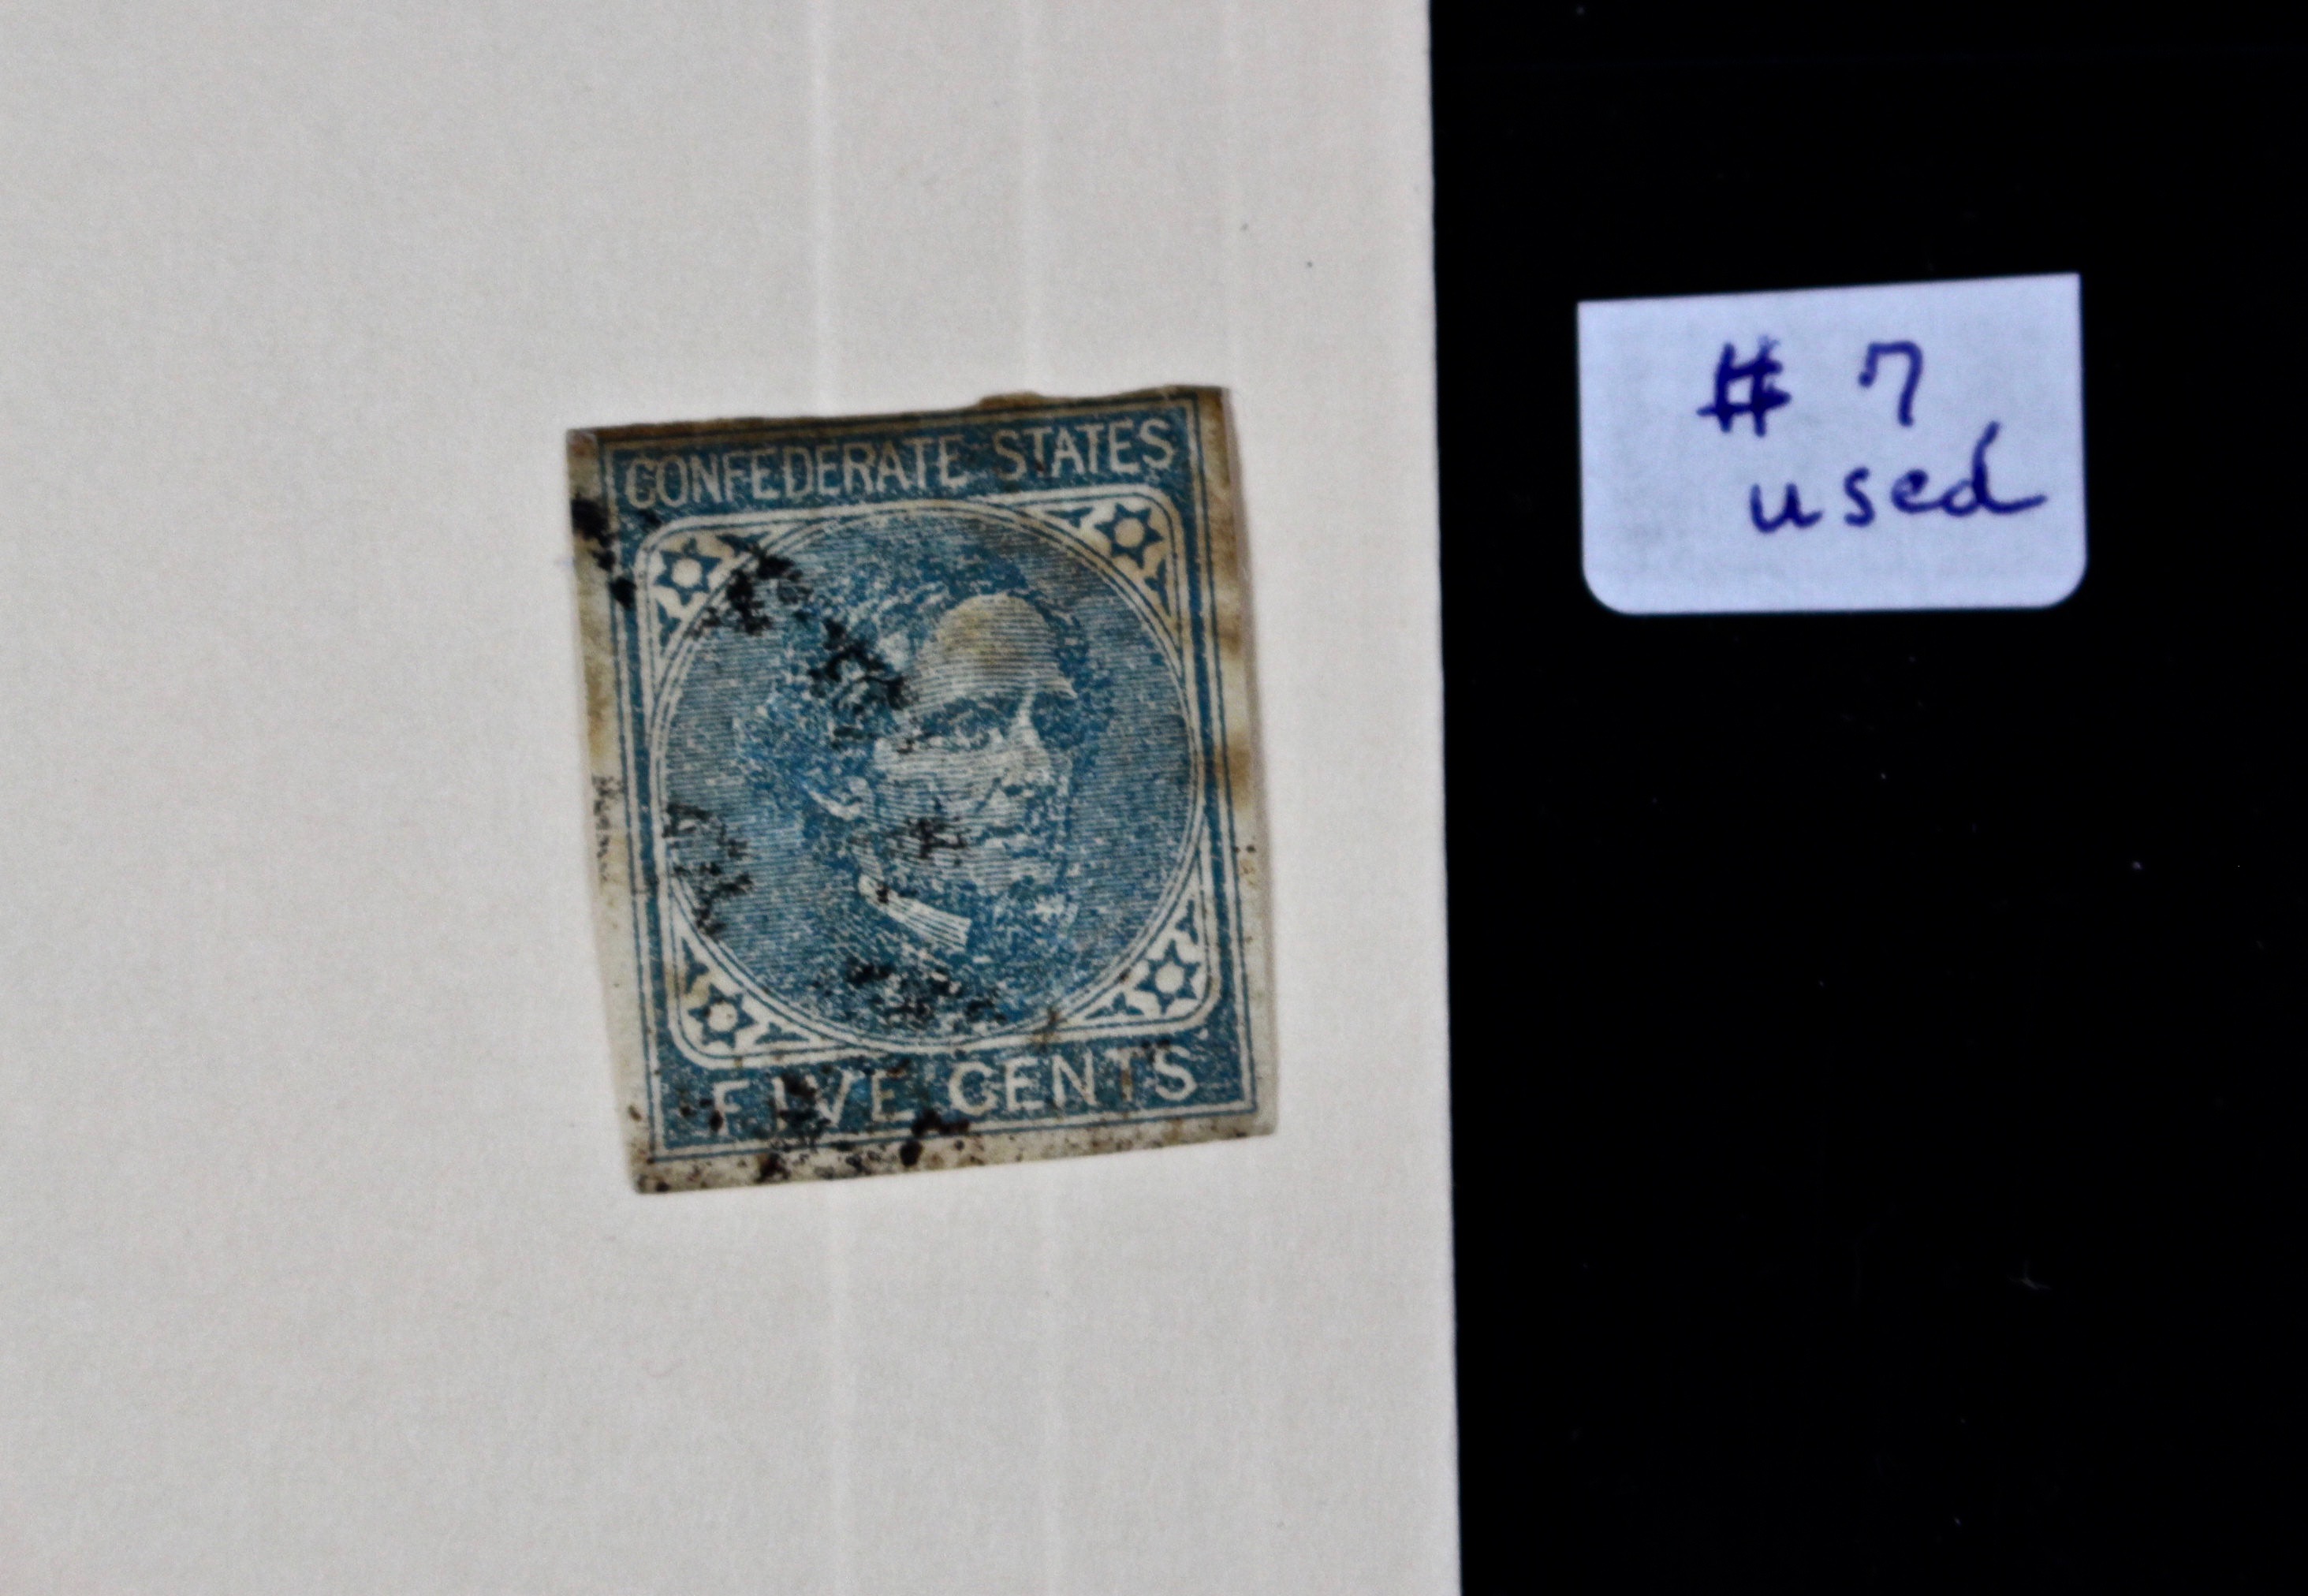 CONFEDERATE STATES
FIVE CENTS
# 7
used